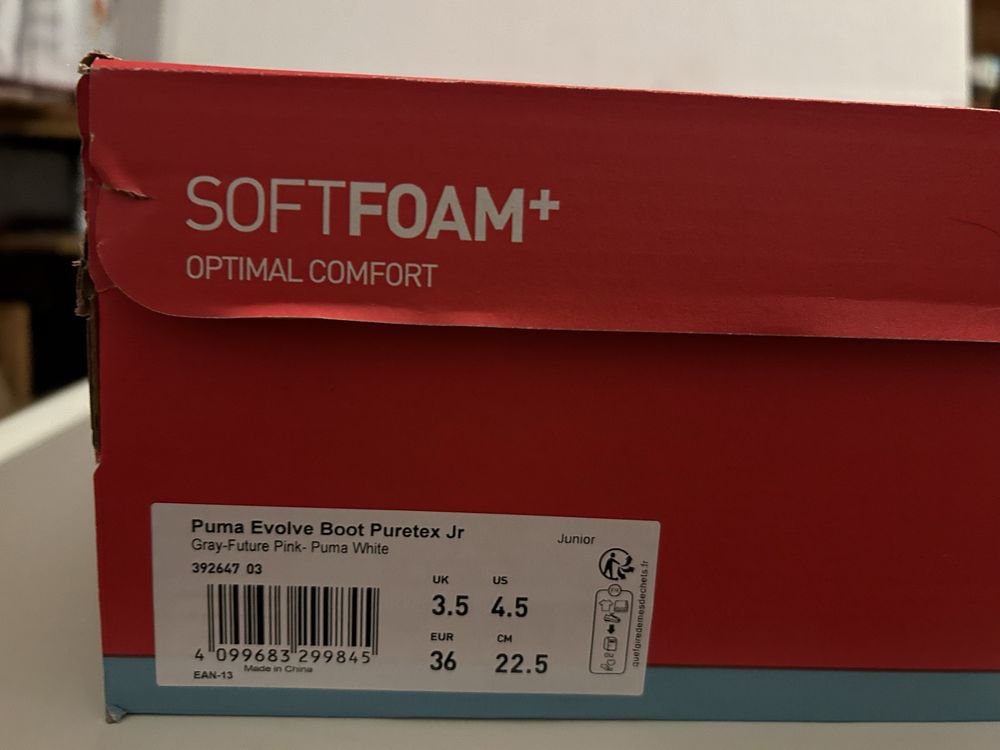 SOFTFOAM+
OPTIMAL COMFORT
Puma Evolve Boot Puretex Jr
Gray-Future Pink- Puma White
Junior
392647 03
UK US
3.5 4.5
EUR CM
36 22.5
4 099683 299845
Made in China
EAN-13
FR
quefairedemesdechets.fr